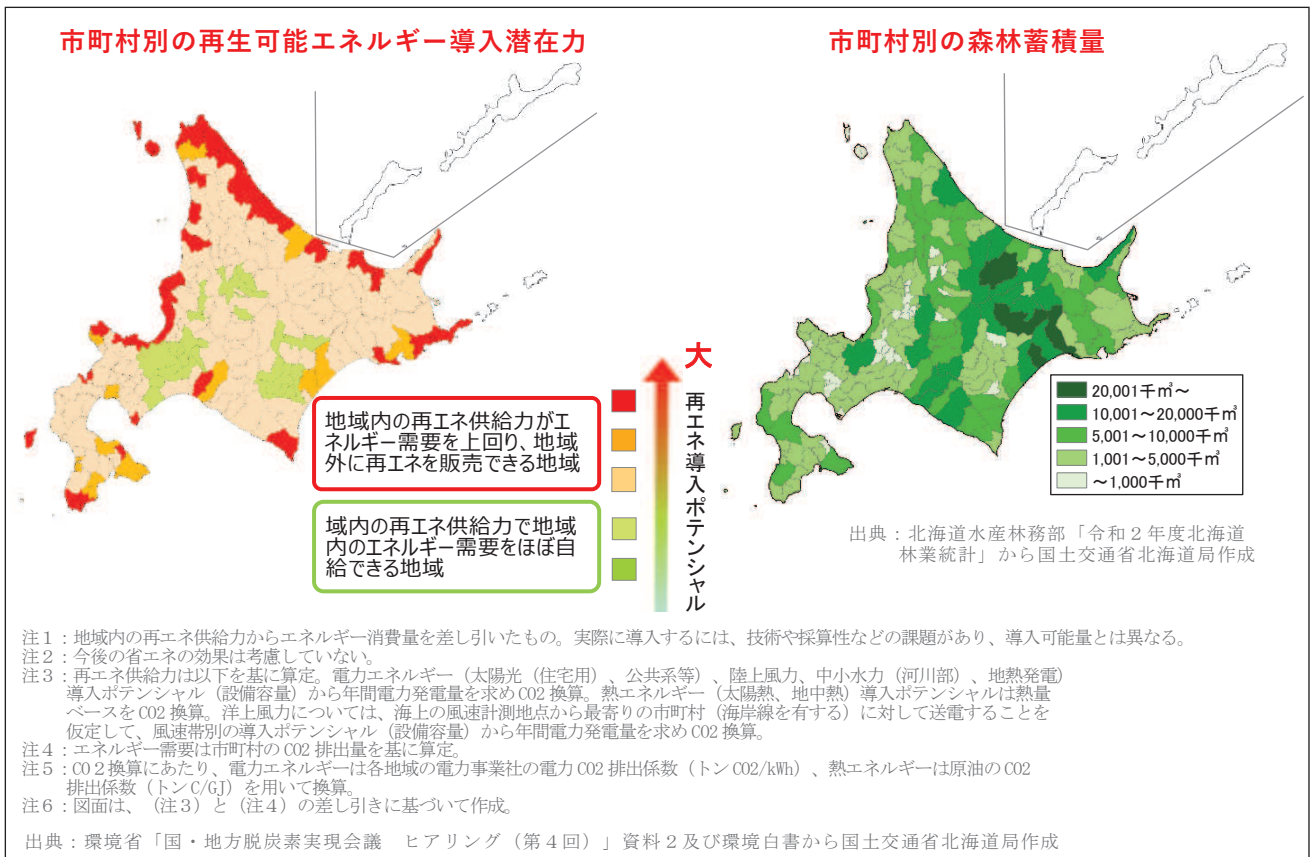 市町村別の再生可能エネルギー導入潜在力
市町村別の森林蓄積量
大
再エネ導入ポテンシャル
地域内の再エネ供給力がエ
ネルギー需要を上回り、地域
外に再エネを販売できる地域
域内の再エネ供給力で地域
内のエネルギー需要をほぼ自
給できる地域
20,001千㎥～
10,001～20,000千㎥
5,001～10,000千㎥
1,001～5,000千㎥
～1,000千㎥
出典：北海道水産林務部「令和２年度北海道
林業統計」から国土交通省北海道局作成
注１：地域内の再エネ供給力からエネルギー消費量を差し引いたもの。実際に導入するには、技術や採算性などの課題があり、導入可能量とは異なる。
注２：今後の省エネの効果は考慮していない。
注３：再エネ供給力は以下を基に算定。電力エネルギー（太陽光（住宅用）、公共系等）、陸上風力、中小水力（河川部）、地熱発電）
導入ポテンシャル（設備容量）から年間電力発電量を求めCO2換算。熱エネルギー（太陽熱、地中熱）導入ポテンシャルは熱量
ベースをCO2換算。洋上風力については、海上の風速計測地点から最寄りの市町村（海岸線を有する）に対して送電することを
仮定して、風速帯別の導入ポテンシャル（設備容量）から年間電力発電量を求めCO2換算。
注４：エネルギー需要は市町村のCO2排出量を基に算定。
注５：CO２換算にあたり、電力エネルギーは各地域の電力事業社の電力CO2排出係数（トンCO2/kWh）、熱エネルギーは原油のCO2
排出係数（トンC/GJ）を用いて換算。
注６：図面は、（注３）と（注４）の差し引きに基づいて作成。
出典：環境省「国・地方脱炭素実現会議　ヒアリング（第４回）」資料２及び環境白書から国土交通省北海道局作成